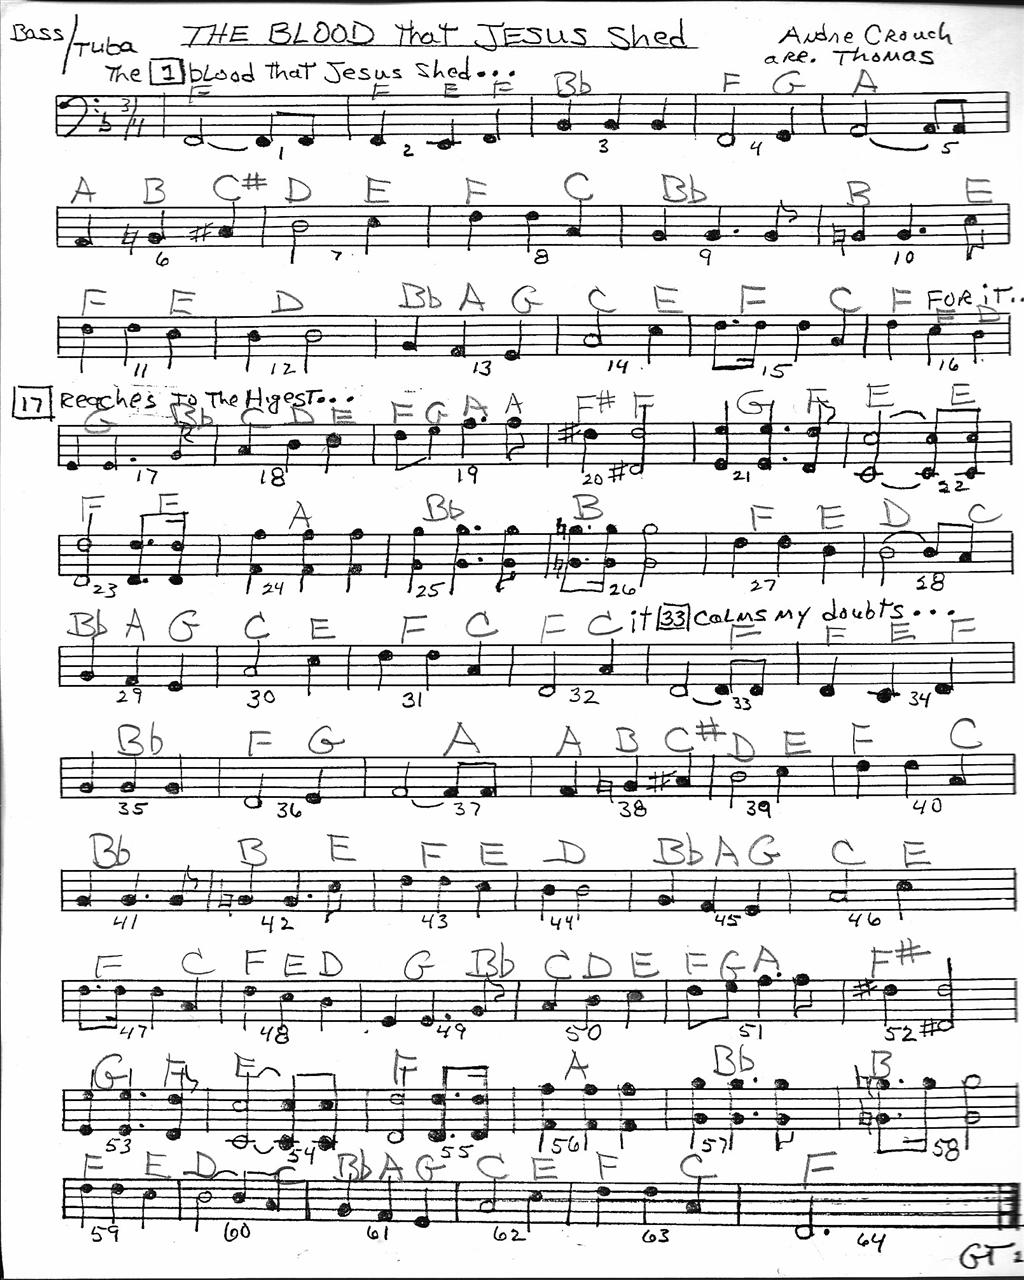 Bass/Tuba THE BLOOD that JESUS Shed Andre Crouch
arr. Thomas
The 1 blood that Jesus Shed...
F F E F Bb F G A
3/4
1 2 3 4 5
A B C# D E F C Bb B E
6 7 8 9 10
F E D Bb A G C E F C F E D FOR iT..
11 12 13 14 15 16
17 Reaches To The Higest...
G Bb C D E F G A A F# F G F E E
17 18 19 20 21 22
F E A Bb B F E D C
23 24 25 26 27 28
it 33 calms my doubts...
Bb A G C E F C F C F F E F
29 30 31 32 33 34
Bb F G A A B C# D E F C
35 36 37 38 39 40
Bb B E F E D Bb A G C E
41 42 43 44 45 46
F C F E D G Bb C D E F G A F#
47 48 49 50 51 52
G F E F A Bb B
53 54 55 56 57 58
F E D C Bb A G C E F C F
59 60 61 62 63 64
GT